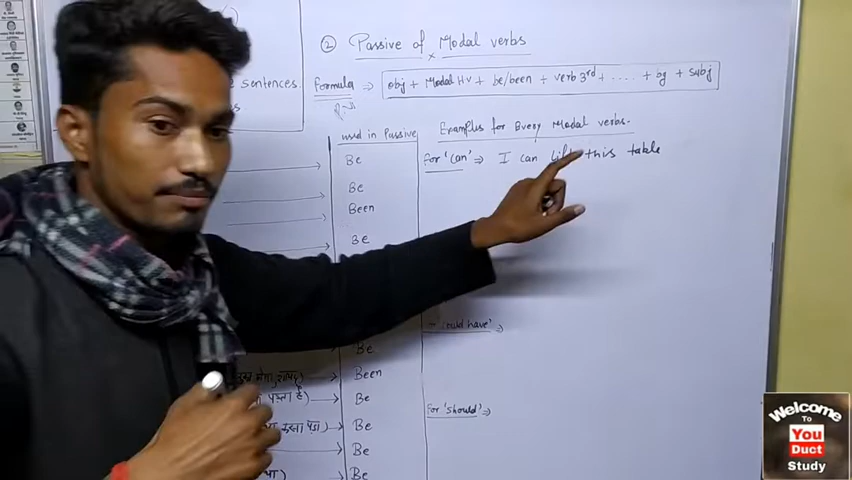 ② Passive of Modal verbs
sentences.
formula ⇒ obj + Modal HV + be/been + verb 3rd + ..... + by + subj
used in Passive
Examples for Every Modal verbs.
for 'can' ⇒ I can this table
Be
Be
Been
Be
could have' ⇒
Be
Been
Be
for 'should' ⇒
Be
Be
Be
Welcome
To
You
Duct
Study